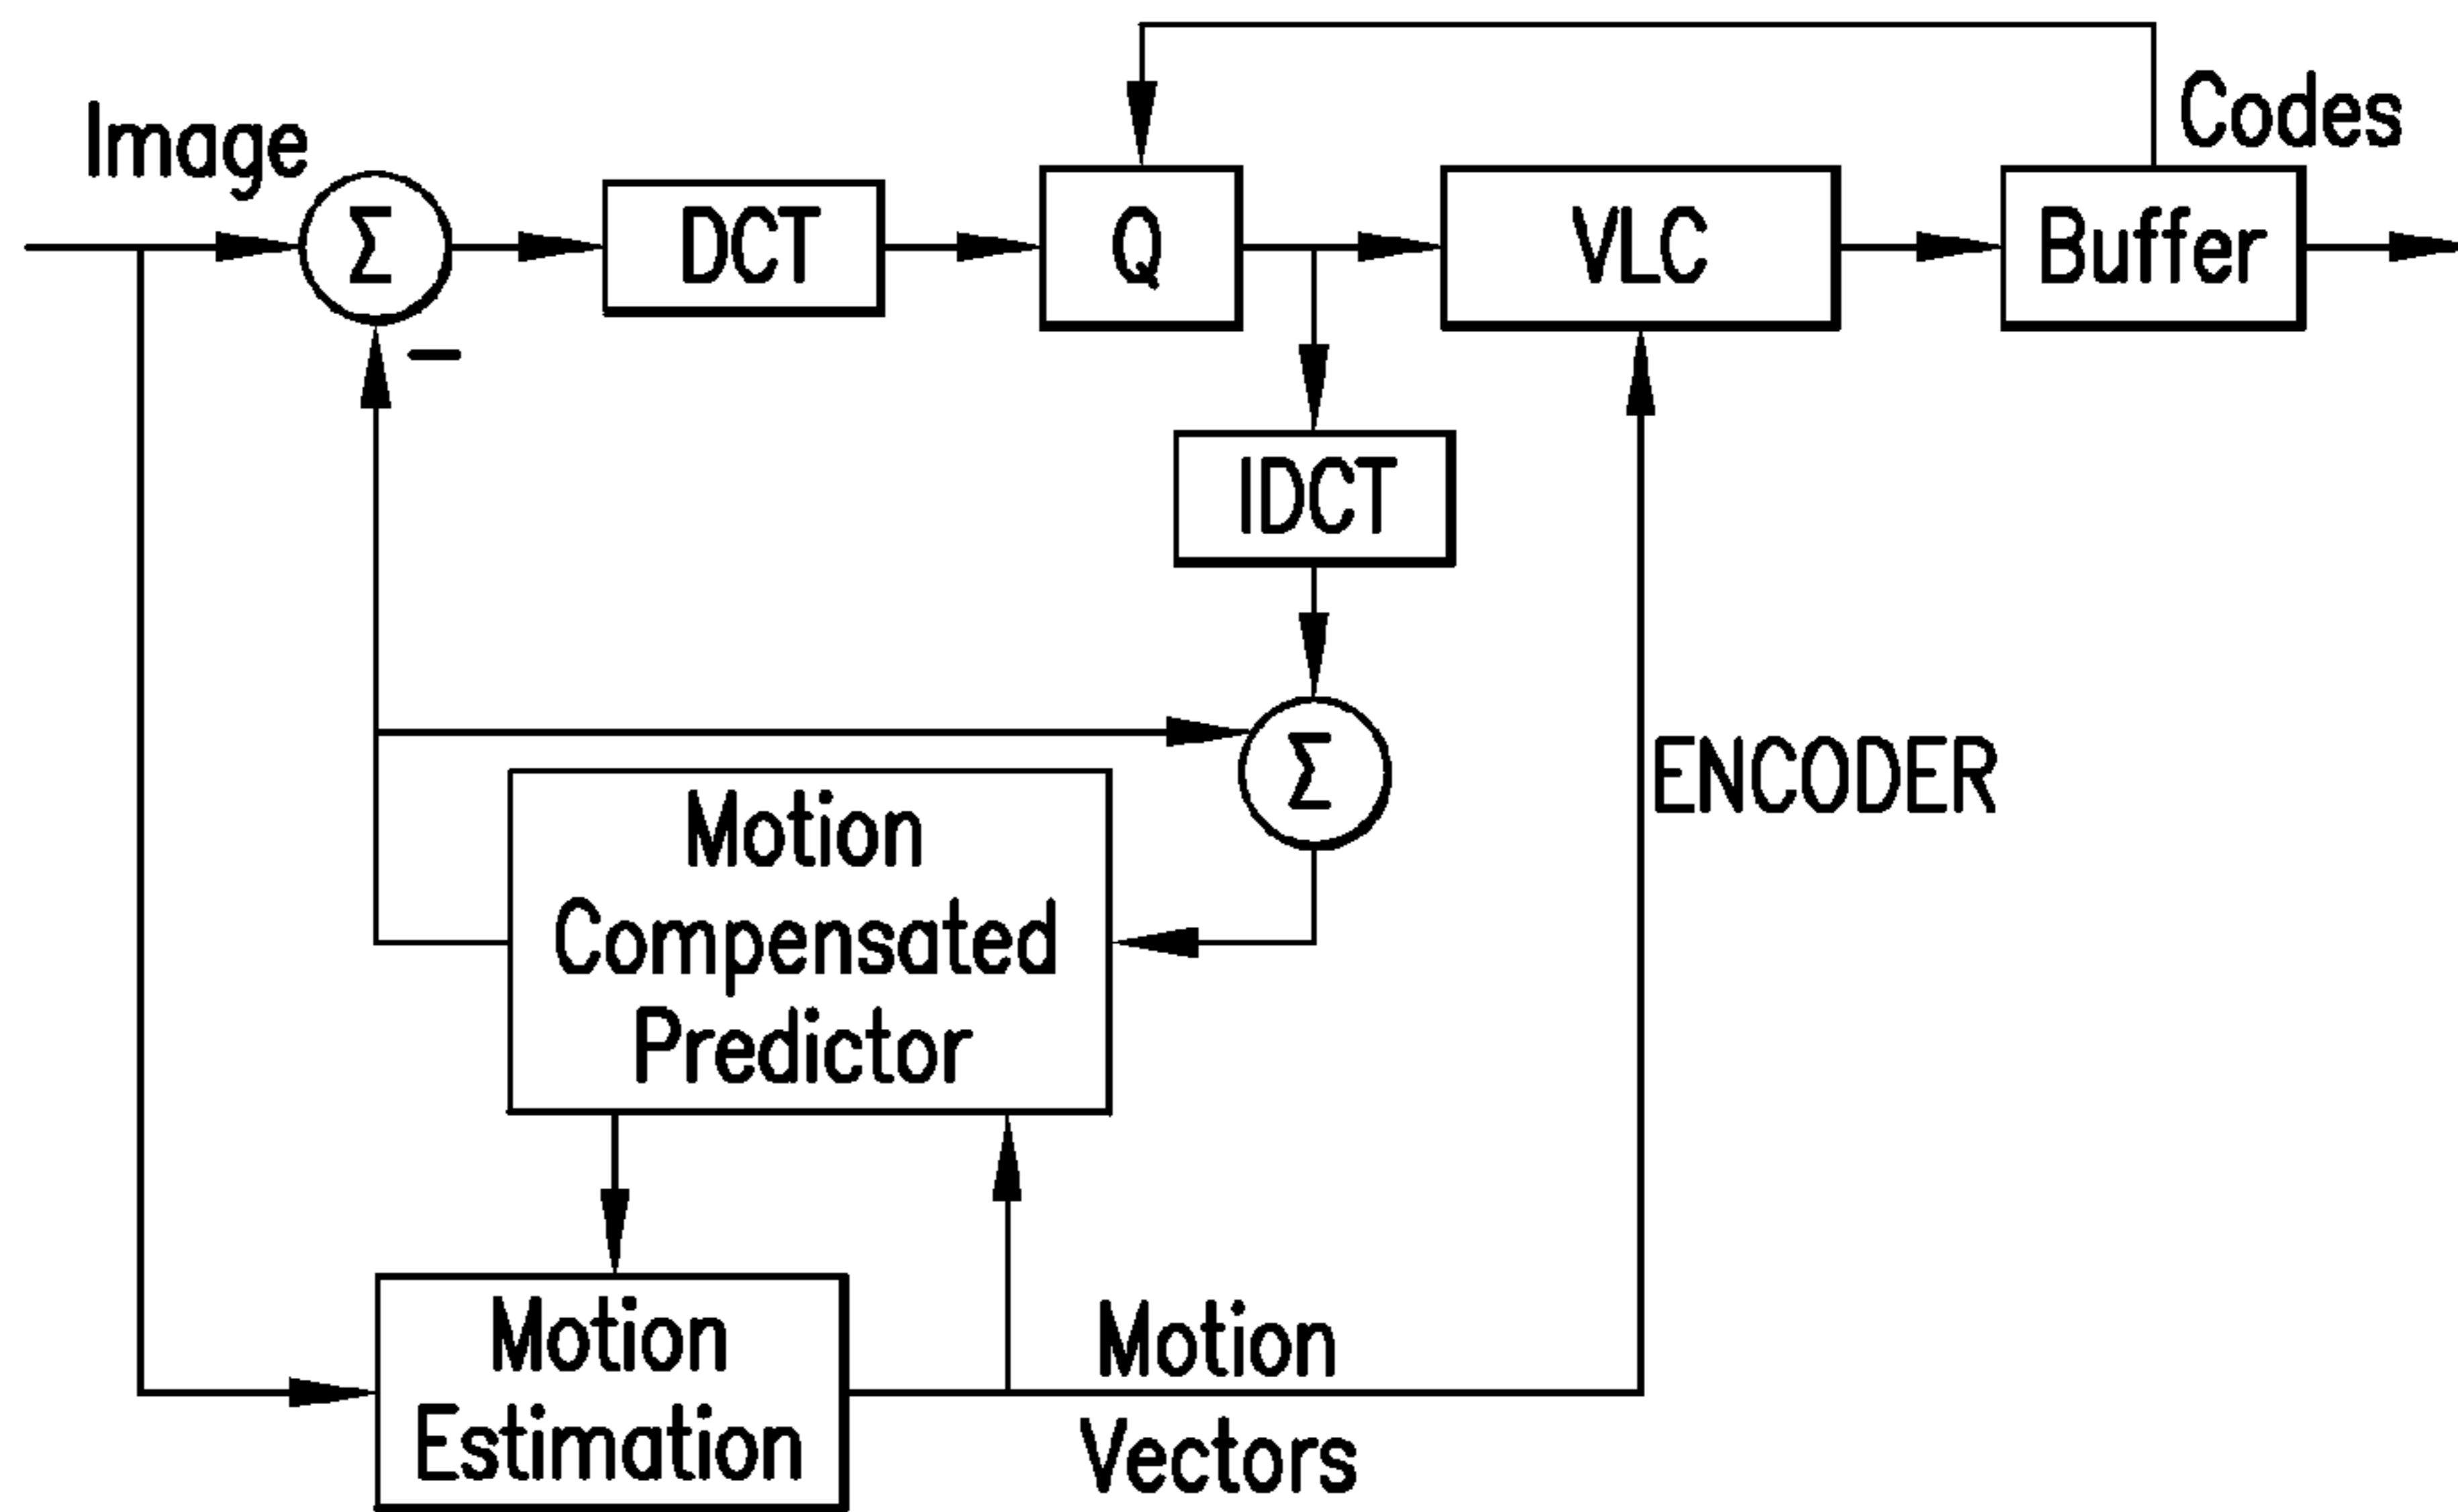 Codes
Image
Σ
DCT
Q
VLC
Buffer
–
IDCT
Σ
ENCODER
Motion
Compensated
Predictor
Motion
Estimation
Motion
Vectors